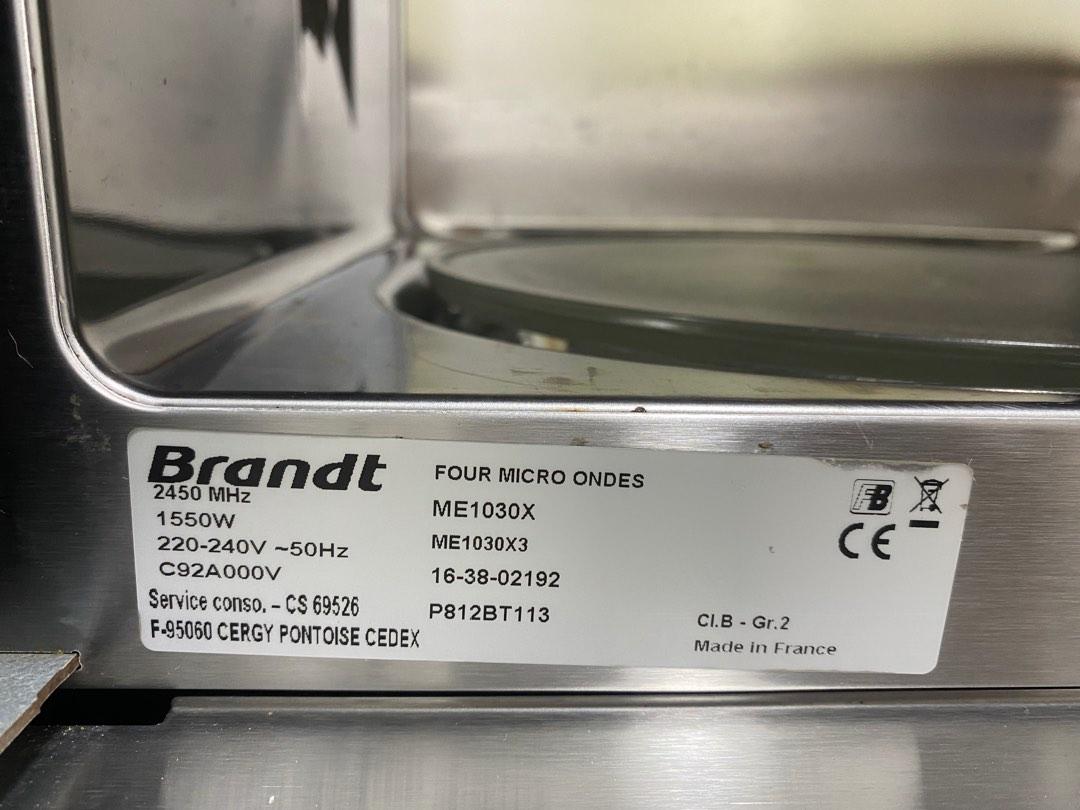 Brandt
2450 MHz
1550W
220-240V ~50Hz
C92A000V
Service conso. - CS 69526
F-95060 CERGY PONTOISE CEDEX
FOUR MICRO ONDES
ME1030X
ME1030X3
16-38-02192
P812BT113
FB
CE
Cl.B - Gr.2
Made in France